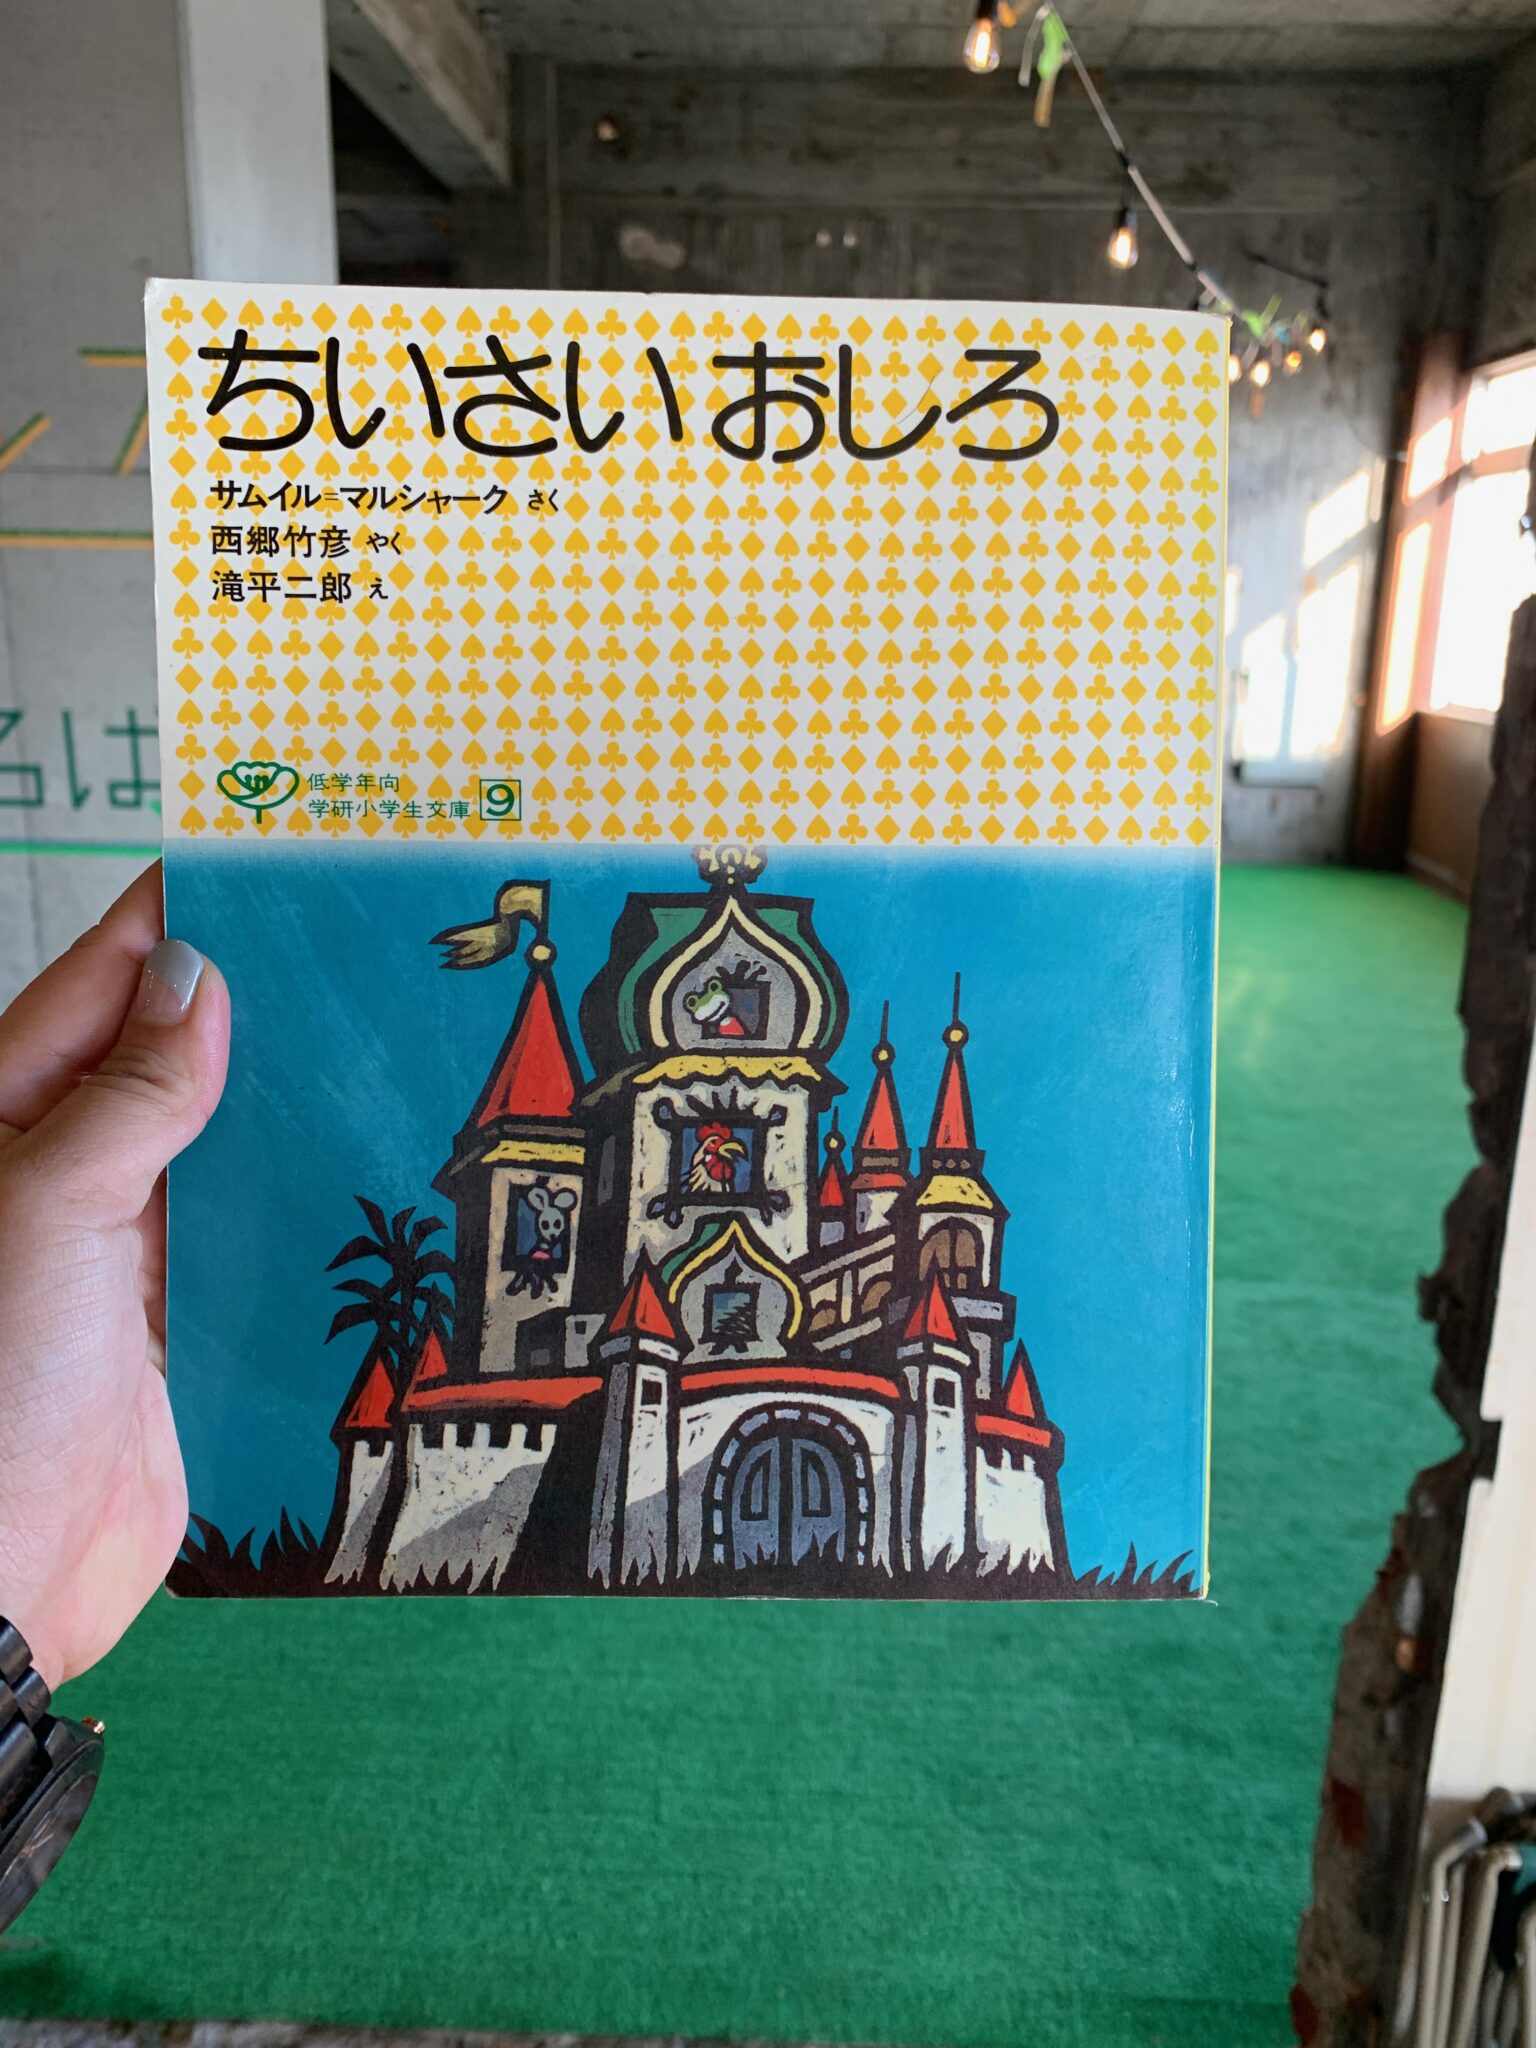 ちいさい おしろ
サムイル=マルシャーク さく
西郷竹彦 やく
滝平二郎 え
低学年向
学研小学生文庫 9
るは